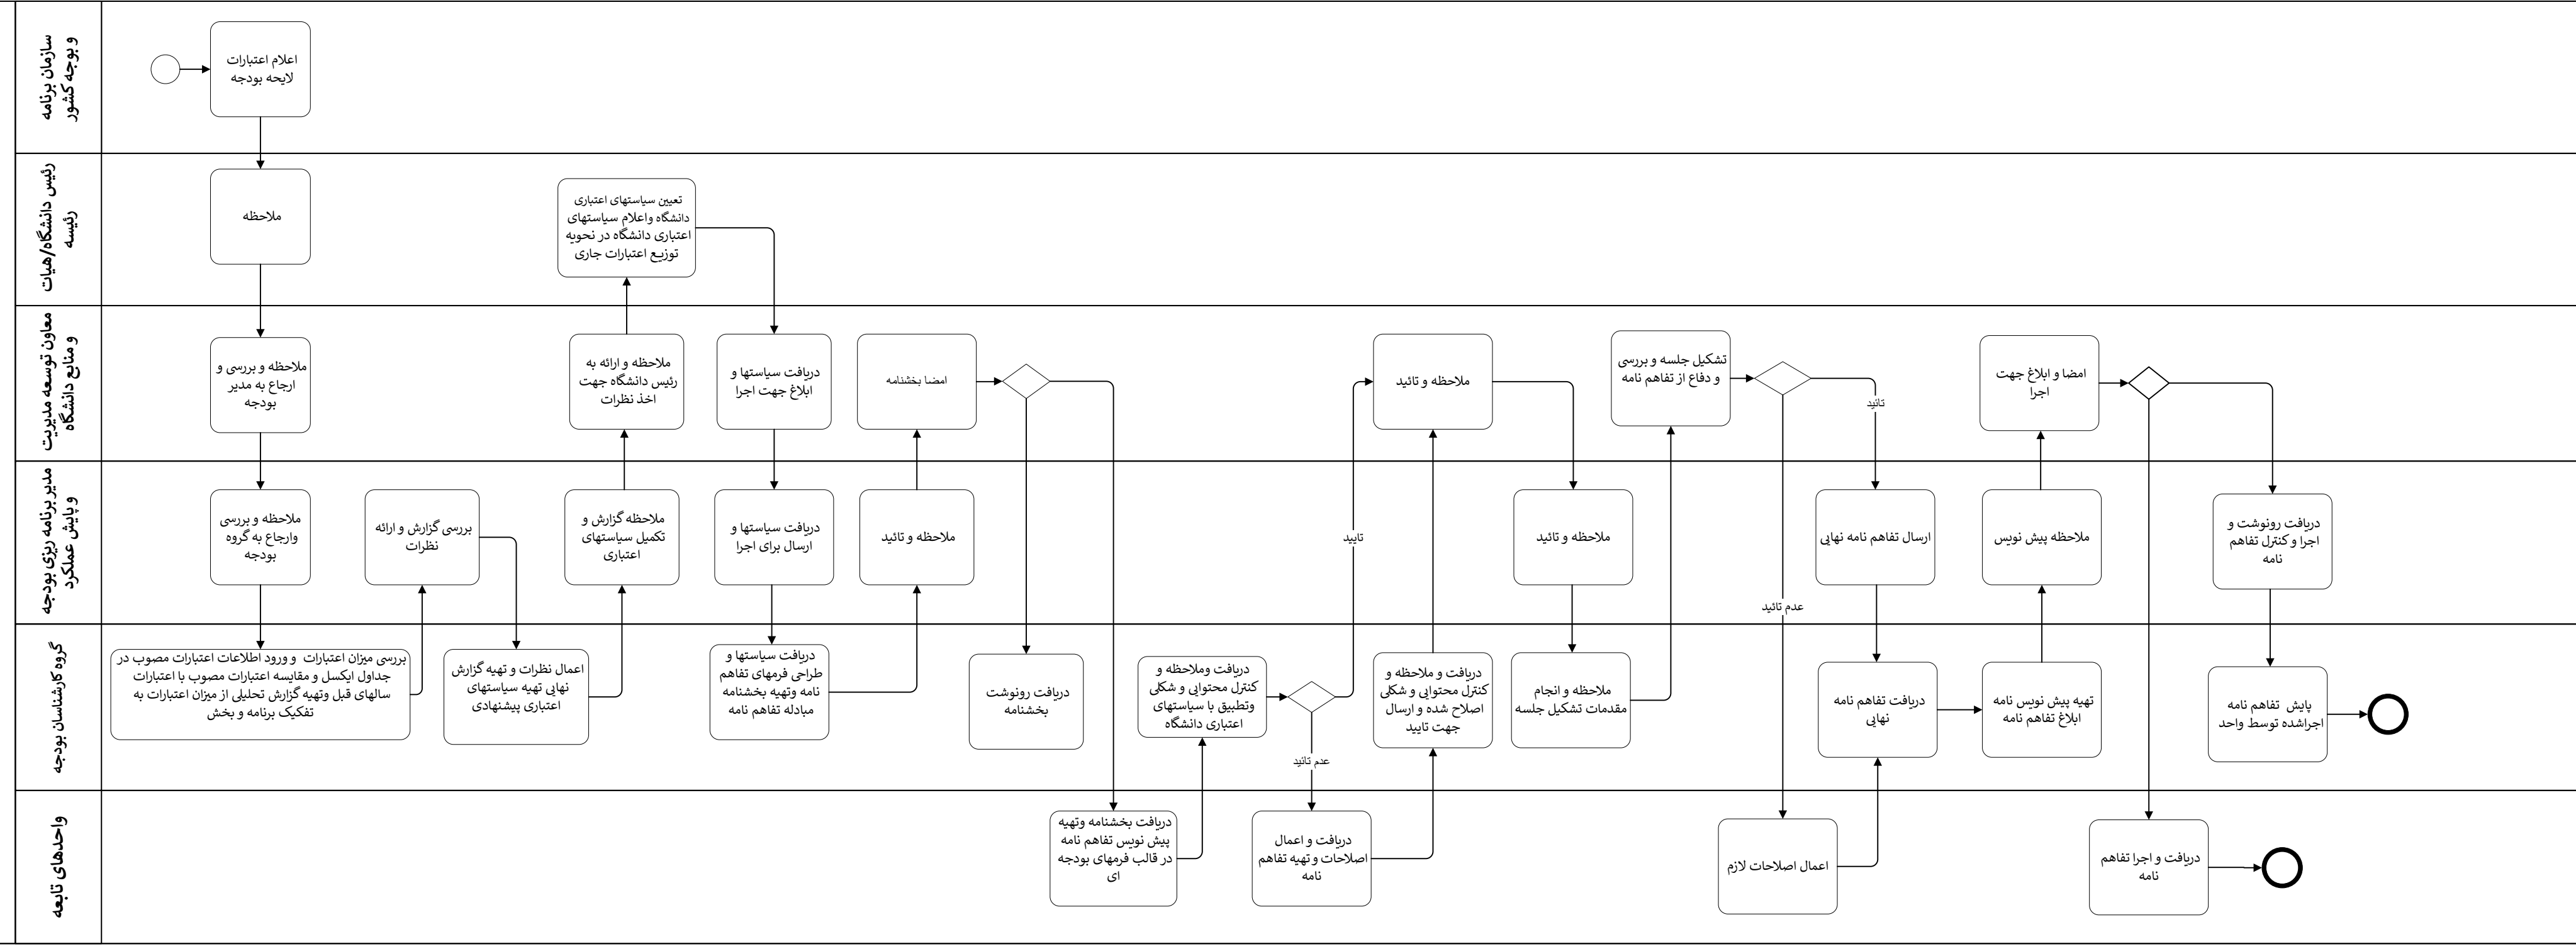 سازمان برنامه
و بوجه کشور
اعلام اعتبارات
لایحه بودجه
رئیس دانشگاه/هیات
رئیسه
ملاحظه
تعیین سیاستهای اعتباری
دانشگاه واعلام سیاستهای
اعتباری دانشگاه در نحویه
توزیع اعتبارات جاری
معاون توسعه مدیریت
و منابع دانشگاه
ملاحظه و بررسی و
ارجاع به مدیر
بودجه
ملاحظه و ارائه به
رئیس دانشگاه جهت
اخذ نظرات
دریافت سیاستها و
ابلاغ جهت اجرا
امضا بخشنامه
ملاحظه و تائید
تشکیل جلسه و بررسی
و دفاع از تفاهم نامه
تائید
امضا و ابلاغ جهت
اجرا
مدیر برنامه ریزی بودجه
و پایش عملکرد
ملاحظه و بررسی
وارجاع به گروه
بودجه
بررسی گزارش و ارائه
نظرات
ملاحظه گزارش و
تکمیل سیاستهای
اعتباری
دریافت سیاستها و
ارسال برای اجرا
ملاحظه و تائید
تایید
ملاحظه و تائید
عدم تائید
ارسال تفاهم نامه نهایی
ملاحظه پیش نویس
دریافت رونوشت و
اجرا و کنترل تفاهم
نامه
گروه کارشناسان بودجه
بررسی میزان اعتبارات و ورود اطلاعات اعتبارات مصوب در
جداول ایکسل و مقایسه اعتبارات مصوب با اعتبارات
سالهای قبل وتهیه گزارش تحلیلی از میزان اعتبارات به
تفکیک برنامه و بخش
اعمال نظرات و تهیه گزارش
نهایی تهیه سیاستهای
اعتباری پیشنهادی
دریافت سیاستها و
طراحی فرمهای تفاهم
نامه وتهیه بخشنامه
مبادله تفاهم نامه
دریافت رونوشت
بخشنامه
دریافت وملاحظه و
کنترل محتوایی و شکلی
وتطبیق با سیاستهای
اعتباری دانشگاه
عدم تائید
دریافت و ملاحظه و
کنترل محتوایی و شکلی
اصلاح شده و ارسال
جهت تایید
ملاحظه و انجام
مقدمات تشکیل جلسه
دریافت تفاهم نامه
نهایی
تهیه پیش نویس نامه
ابلاغ تفاهم نامه
پایش تفاهم نامه
اجراشده توسط واحد
واحدهای تابعه
دریافت بخشنامه وتهیه
پیش نویس تفاهم نامه
در قالب فرمهای بودجه
ای
دریافت و اعمال
اصلاحات و تهیه تفاهم
نامه
اعمال اصلاحات لازم
دریافت و اجرا تفاهم
نامه